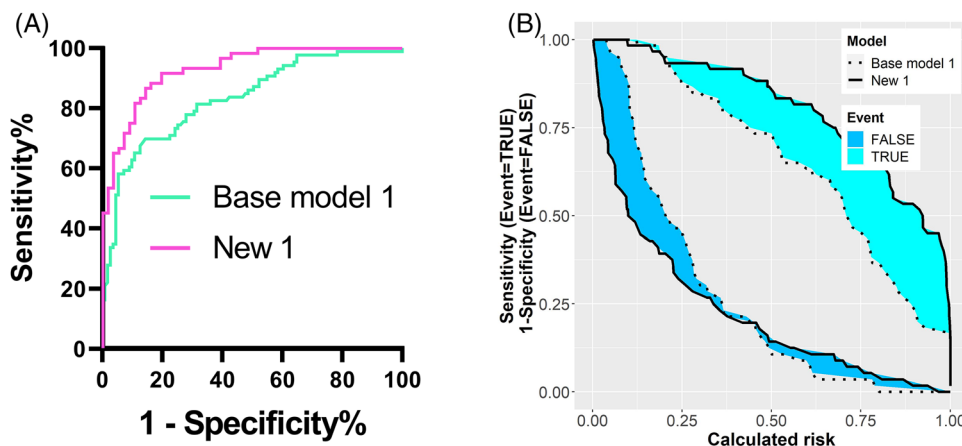 (A)
Sensitivity%
100
80
60
40
20
0
0 20 40 60 80 100
1 - Specificity%
Base model 1
New 1
(B)
Sensitivity (Event=TRUE)
1-Specificity (Event=FALSE)
1.00
0.75
0.50
0.25
0.00
0.00 0.25 0.50 0.75 1.00
Calculated risk
Model
Base model 1
New 1
Event
FALSE
TRUE